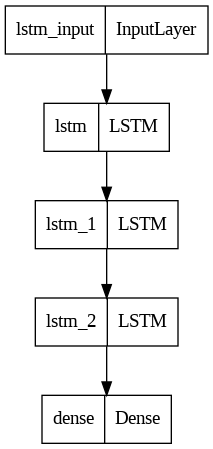 lstm_input InputLayer
lstm LSTM
lstm_1 LSTM
lstm_2 LSTM
dense Dense